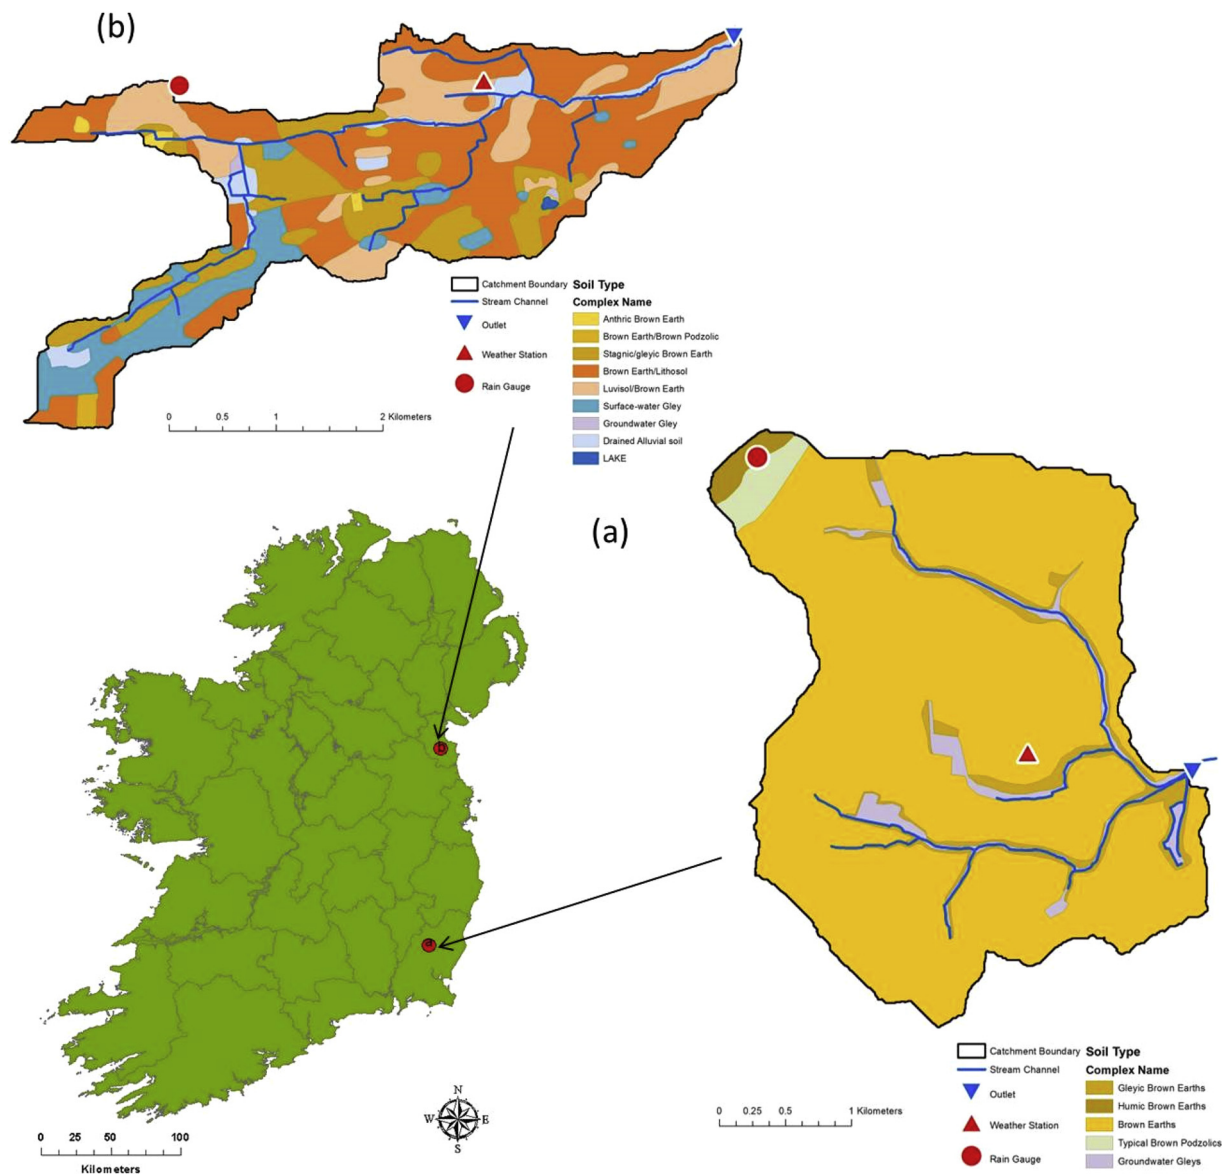 (b)
Catchment Boundary Soil Type
Stream Channel Complex Name
Outlet
Weather Station
Rain Gauge
Anthric Brown Earth
Brown Earth/Brown Podzolic
Stagnic/gleyic Brown Earth
Brown Earth/Lithosol
Luvisol/Brown Earth
Surface-water Gley
Groundwater Gley
Drained Alluvial soil
LAKE
0 0.5 1 2 Kilometers
(a)
b
a
N
W E
S
0 25 50 100
Kilometers
Catchment Boundary Soil Type
Stream Channel Complex Name
Outlet
Weather Station
Rain Gauge
Gleyic Brown Earths
Humic Brown Earths
Brown Earths
Typical Brown Podzolics
Groundwater Gleys
0 0.25 0.5 1 Kilometers